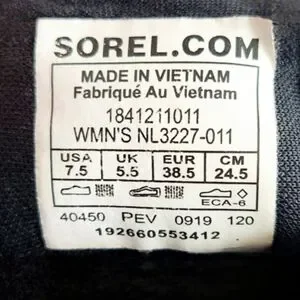 SOREL.COM
MADE IN VIETNAM
Fabriqué Au Vietnam
1841211011
WMN'S NL3227-011
USA UK EUR CM
7.5 5.5 38.5 24.5
ECA-6
40450 PEV 0919 120
192660553412